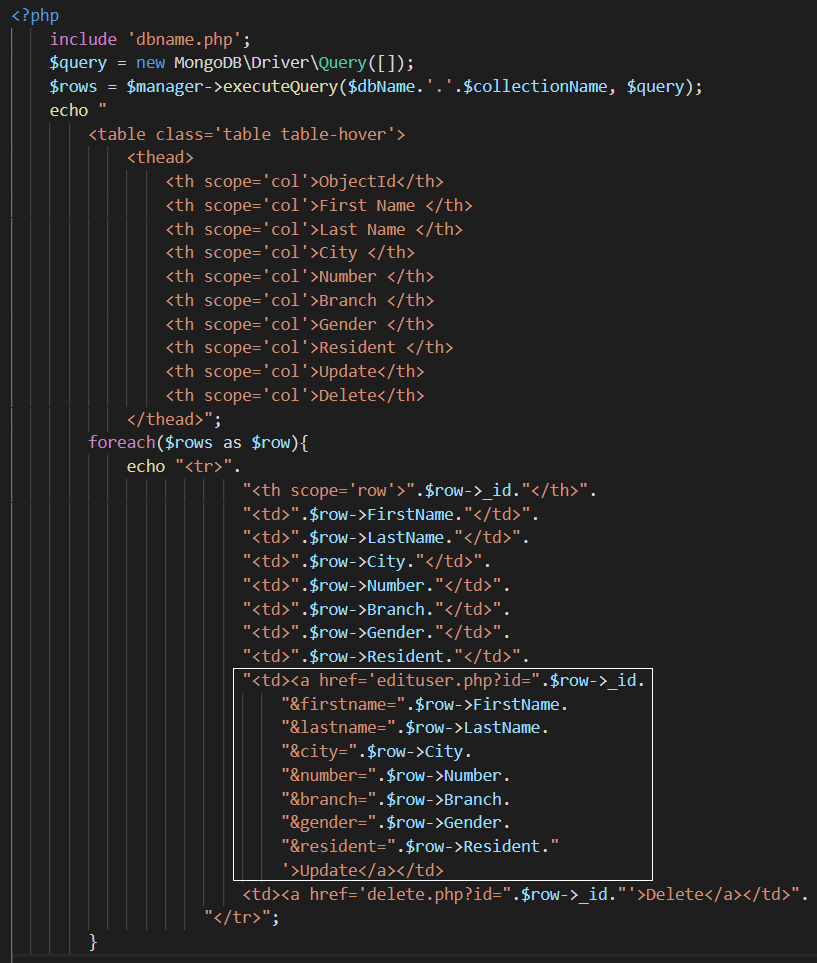 <?php
include 'dbname.php';
$query = new MongoDB\Driver\Query([]);
$rows = $manager->executeQuery($dbName.'.'.$collectionName, $query);
echo "
<table class='table table-hover'>
<thead>
<th scope='col'>ObjectId</th>
<th scope='col'>First Name </th>
<th scope='col'>Last Name </th>
<th scope='col'>City </th>
<th scope='col'>Number </th>
<th scope='col'>Branch </th>
<th scope='col'>Gender </th>
<th scope='col'>Resident </th>
<th scope='col'>Update</th>
<th scope='col'>Delete</th>
</thead>";
foreach($rows as $row){
echo "<tr>".
"<th scope='row'>".$row->_id."</th>".
"<td>".$row->FirstName."</td>".
"<td>".$row->LastName."</td>".
"<td>".$row->City."</td>".
"<td>".$row->Number."</td>".
"<td>".$row->Branch."</td>".
"<td>".$row->Gender."</td>".
"<td>".$row->Resident."</td>".
"<td><a href='edituser.php?id=".$row->_id.
"&firstname=".$row->FirstName.
"&lastname=".$row->LastName.
"&city=".$row->City.
"&number=".$row->Number.
"&branch=".$row->Branch.
"&gender=".$row->Gender.
"&resident=".$row->Resident."
'>Update</a></td>
<td><a href='delete.php?id=".$row->_id."'>Delete</a></td>".
"</tr>";
}